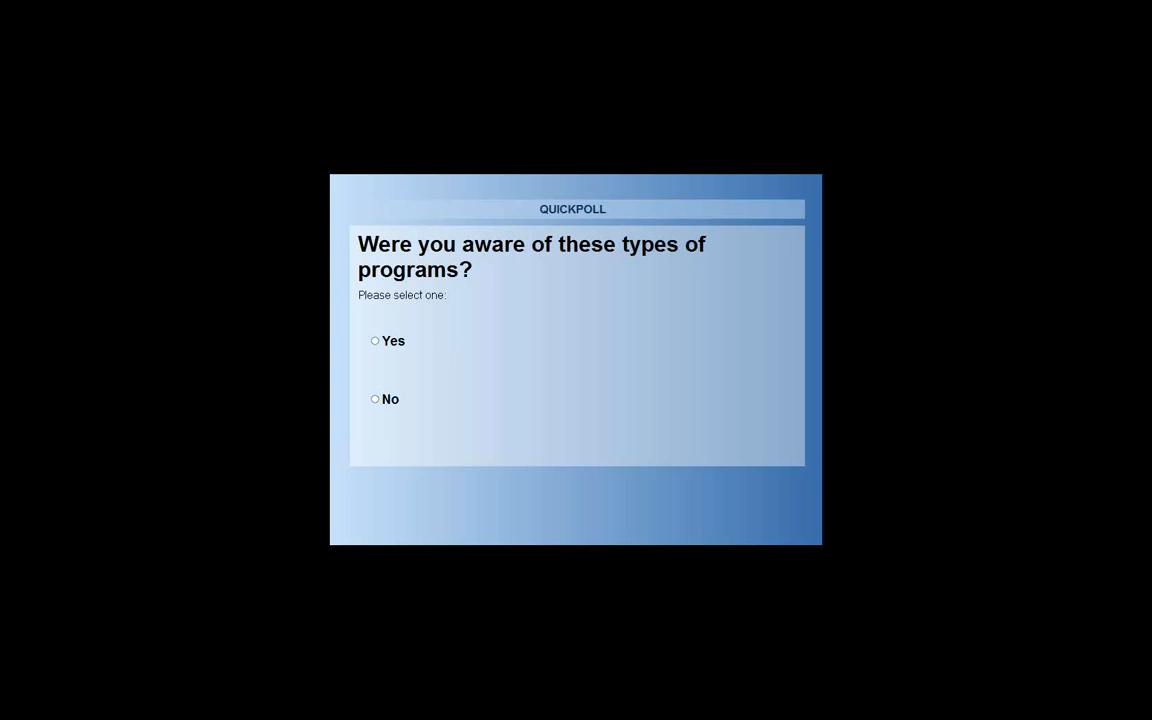 QUICKPOLL
Were you aware of these types of
programs?
Please select one:
Yes
No